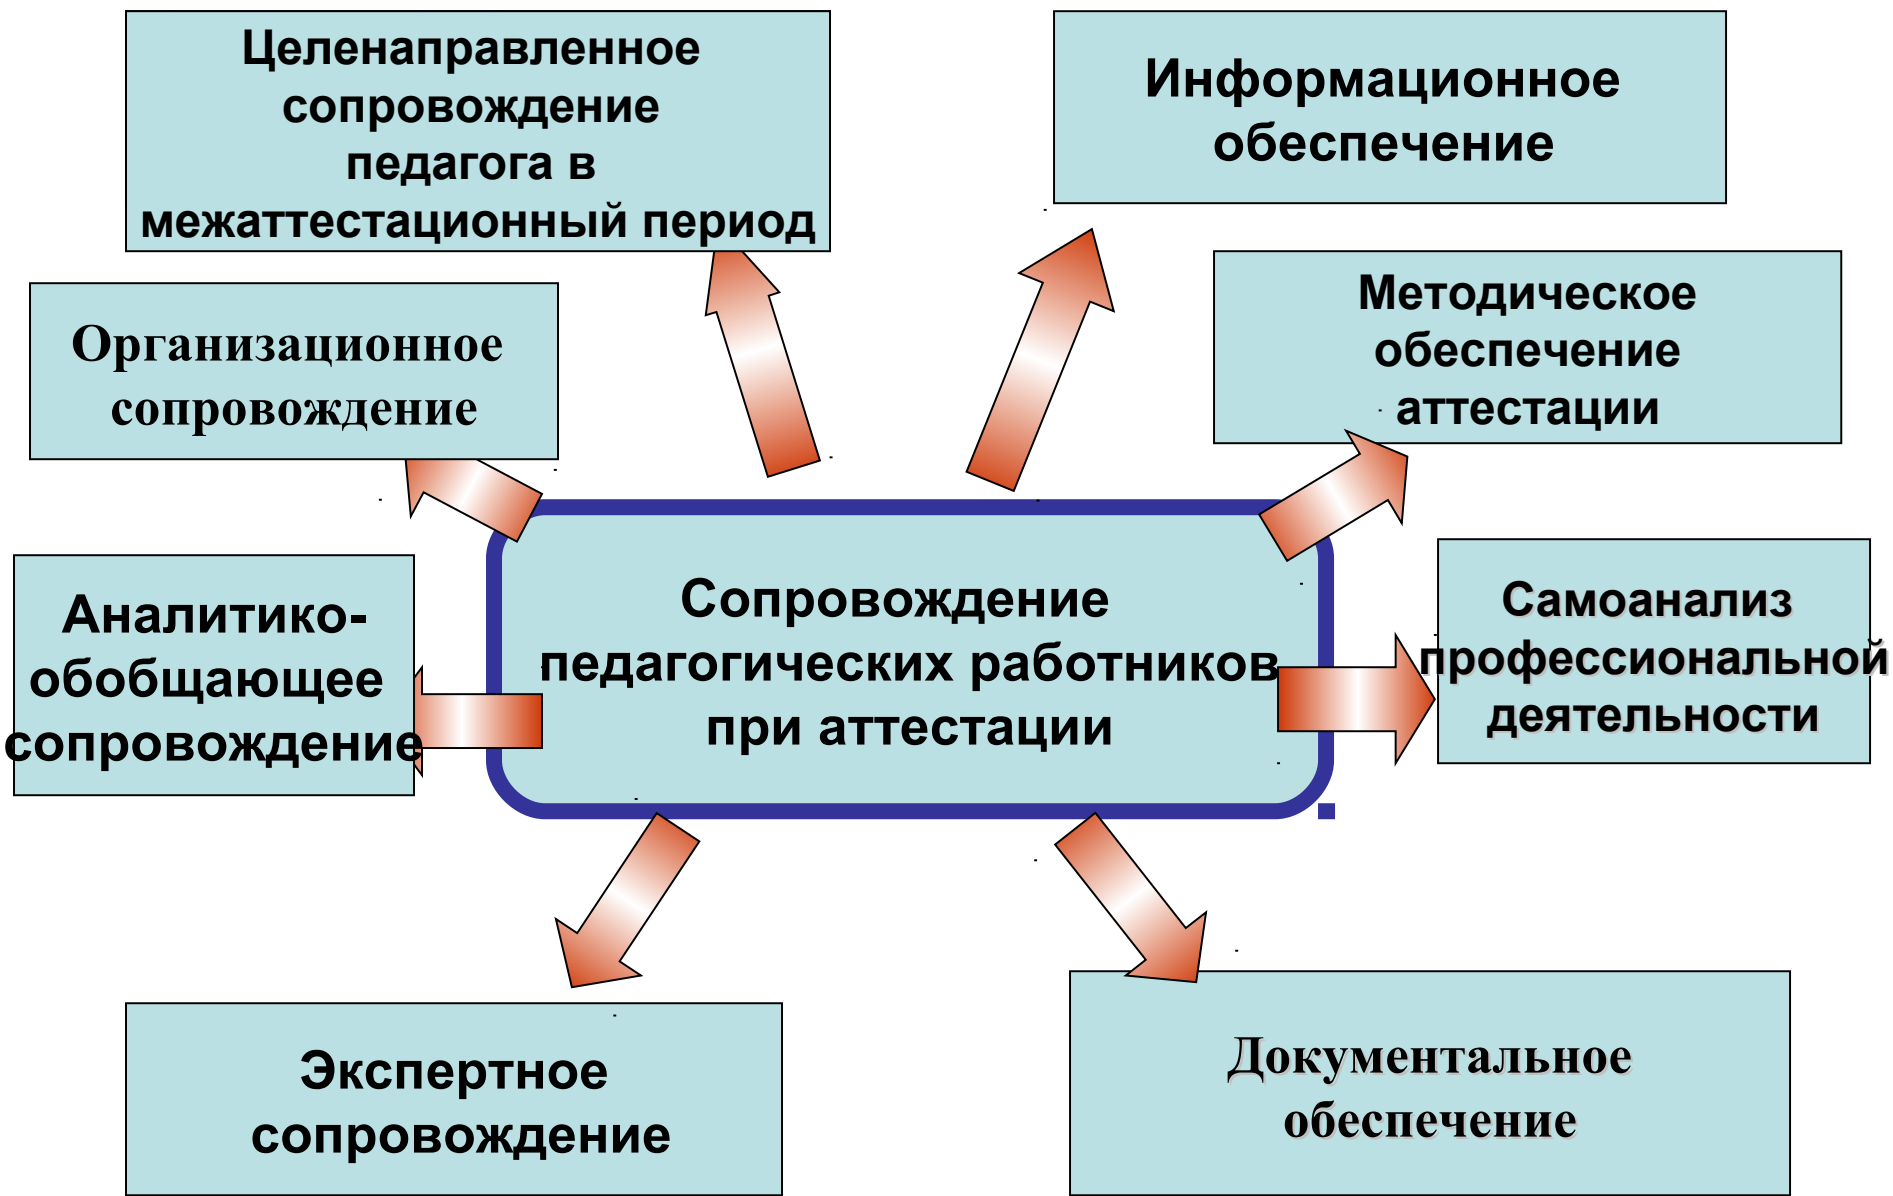 Целенаправленное
сопровождение
педагога в
межаттестационный период
Информационное
обеспечение
Организационное
сопровождение
Методическое
обеспечение
аттестации
Аналитико-
обобщающее
сопровождение
Сопровождение
педагогических работников
при аттестации
Самоанализ
профессиональной
деятельности
Экспертное
сопровождение
Документальное
обеспечение